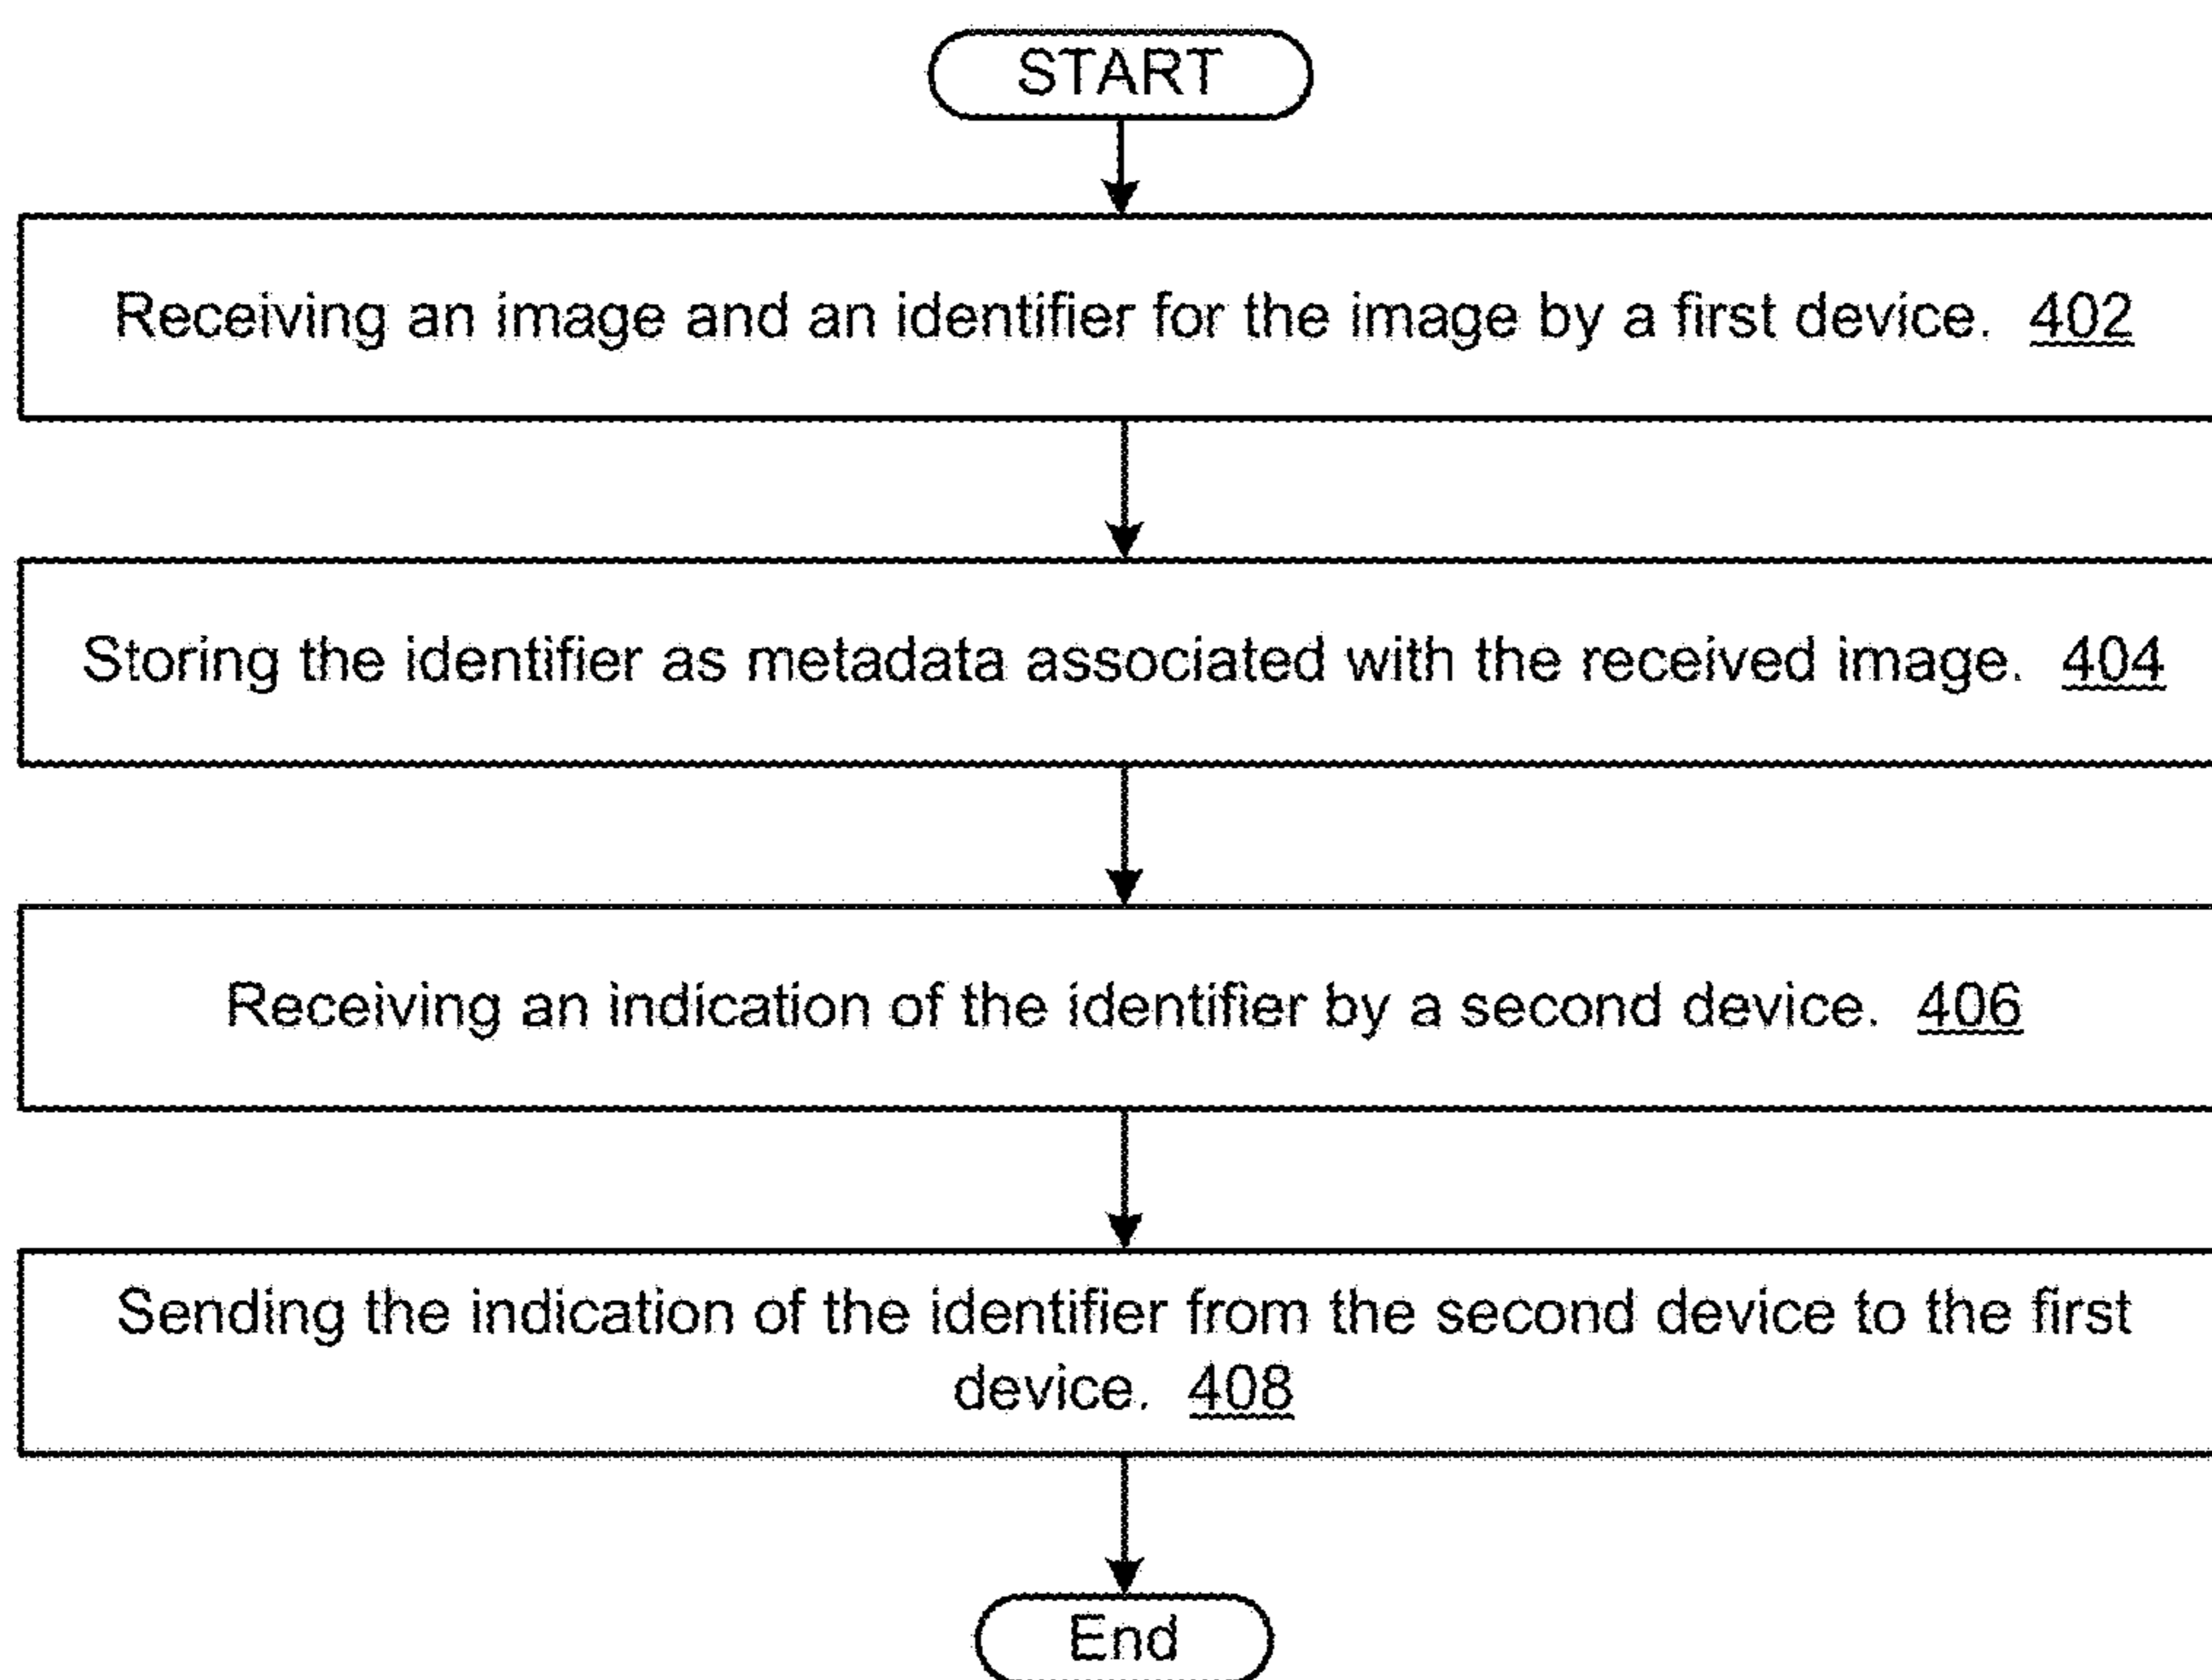 START
Receiving an image and an identifier for the image by a first device. 402
Storing the identifier as metadata associated with the received image. 404
Receiving an indication of the identifier by a second device. 406
Sending the indication of the identifier from the second device to the first
device. 408
End